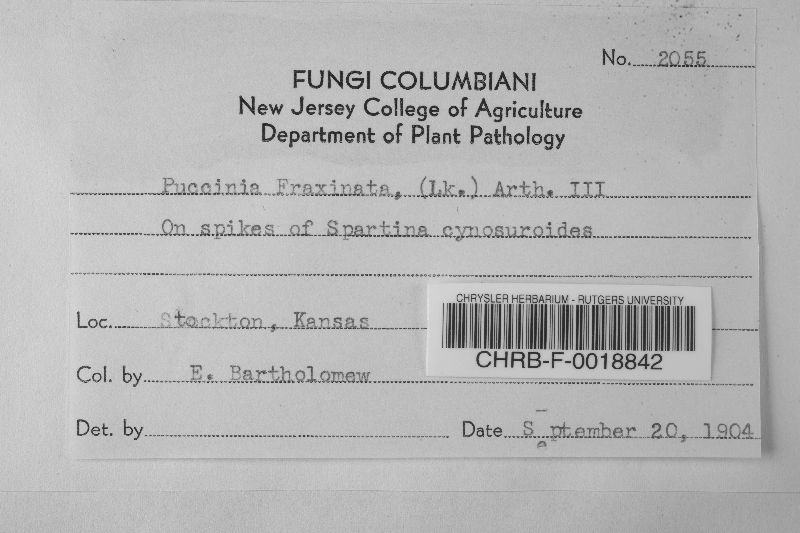 No. 2055
FUNGI COLUMBIANI
New Jersey College of Agriculture
Department of Plant Pathology
Puccinia Fraxinata, (Lk.) Arth. III
On spikes of Spartina cynosuroides
Loc. Stockton, Kansas
CHRYSLER HERBARIUM - RUTGERS UNIVERSITY
CHRB-F-0018842
Col. by E. Bartholomew
Det. by
Date September 20, 1904